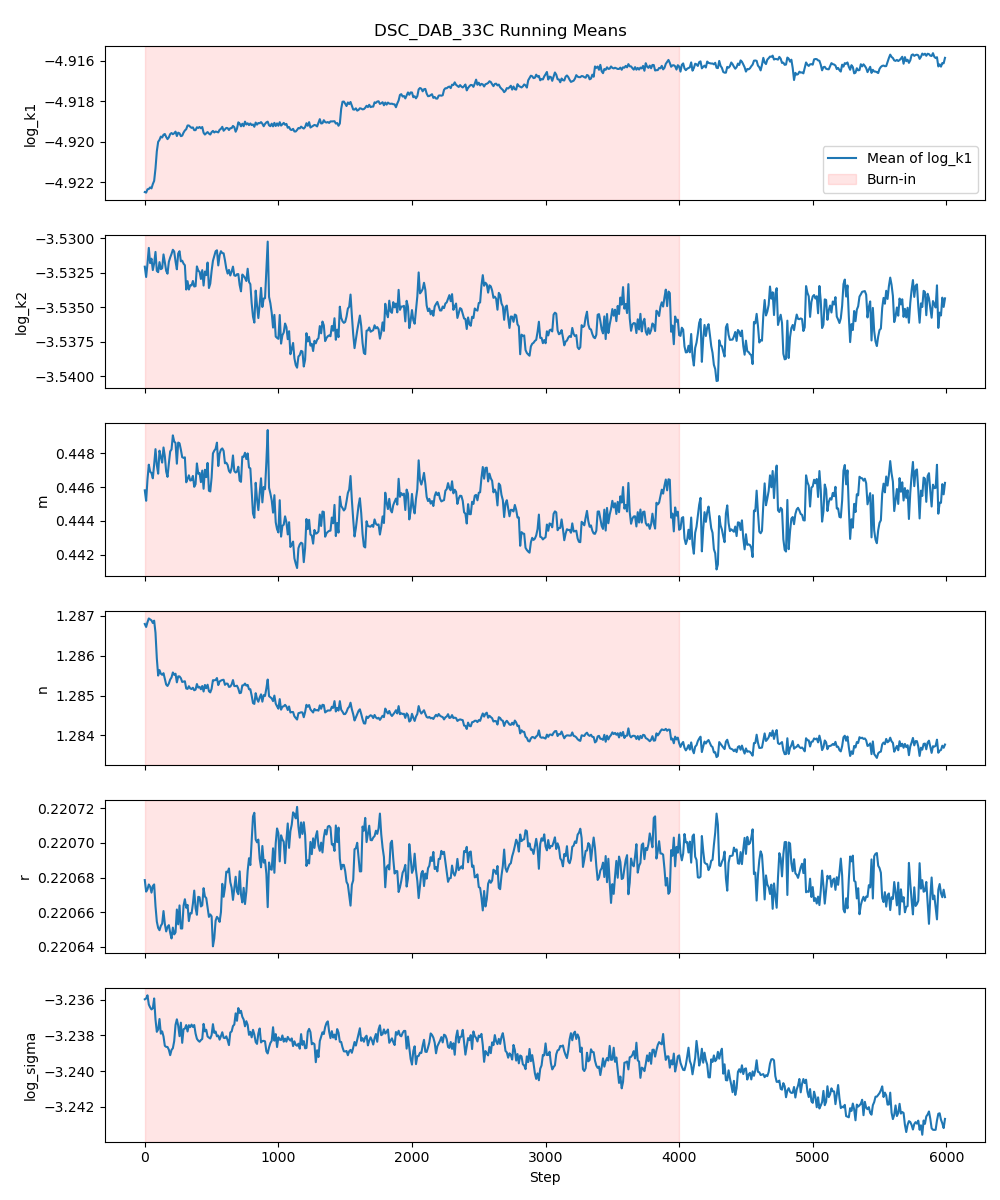 DSC_DAB_33C Running Means
−4.916
−4.918
−4.920
−4.922
log_k1
Mean of log_k1
Burn-in
−3.5300
−3.5325
−3.5350
−3.5375
−3.5400
log_k2
0.448
0.446
0.444
0.442
m
1.287
1.286
1.285
1.284
n
0.22072
0.22070
0.22068
0.22066
0.22064
r
−3.236
−3.238
−3.240
−3.242
log_sigma
0 1000 2000 3000 4000 5000 6000
Step